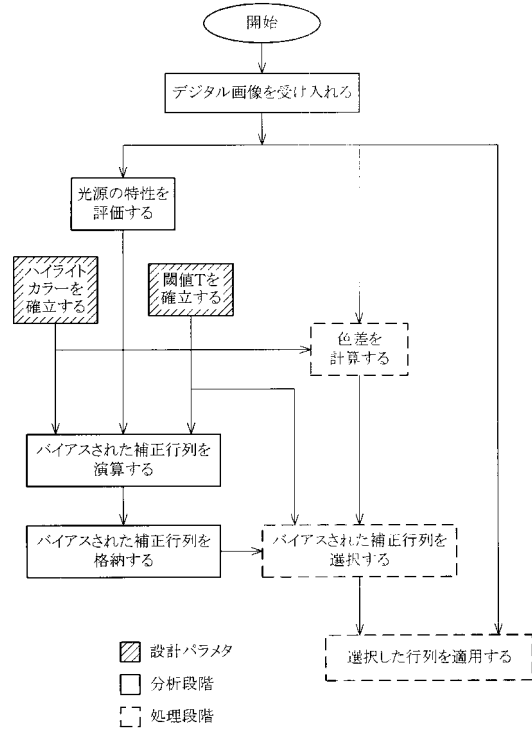 開始
デジタル画像を受け入れる
光源の特性を
評価する
ハイライト
カラーを
確立する
閾値Tを
確立する
色差を
計算する
バイアスされた補正行列を
演算する
バイアスされた補正行列を
格納する
バイアスされた補正行列を
選択する
選択した行列を適用する
設計パラメタ
分析段階
処理段階